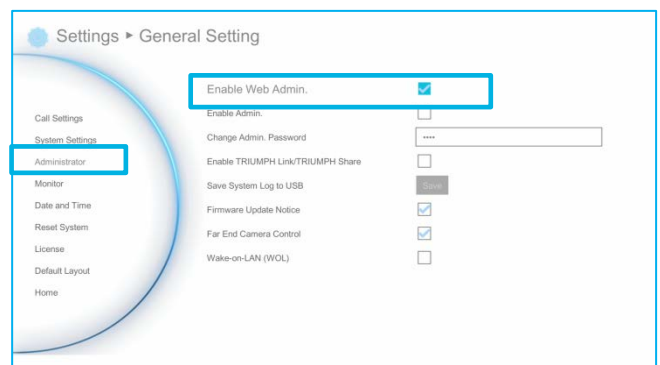 Settings ▸ General Setting
Call Settings
System Settings
Administrator
Monitor
Date and Time
Reset System
License
Default Layout
Home
Enable Web Admin.
Enable Admin.
Change Admin. Password ••••
Enable TRIUMPH Link/TRIUMPH Share
Save System Log to USB Save
Firmware Update Notice
Far End Camera Control
Wake-on-LAN (WOL)